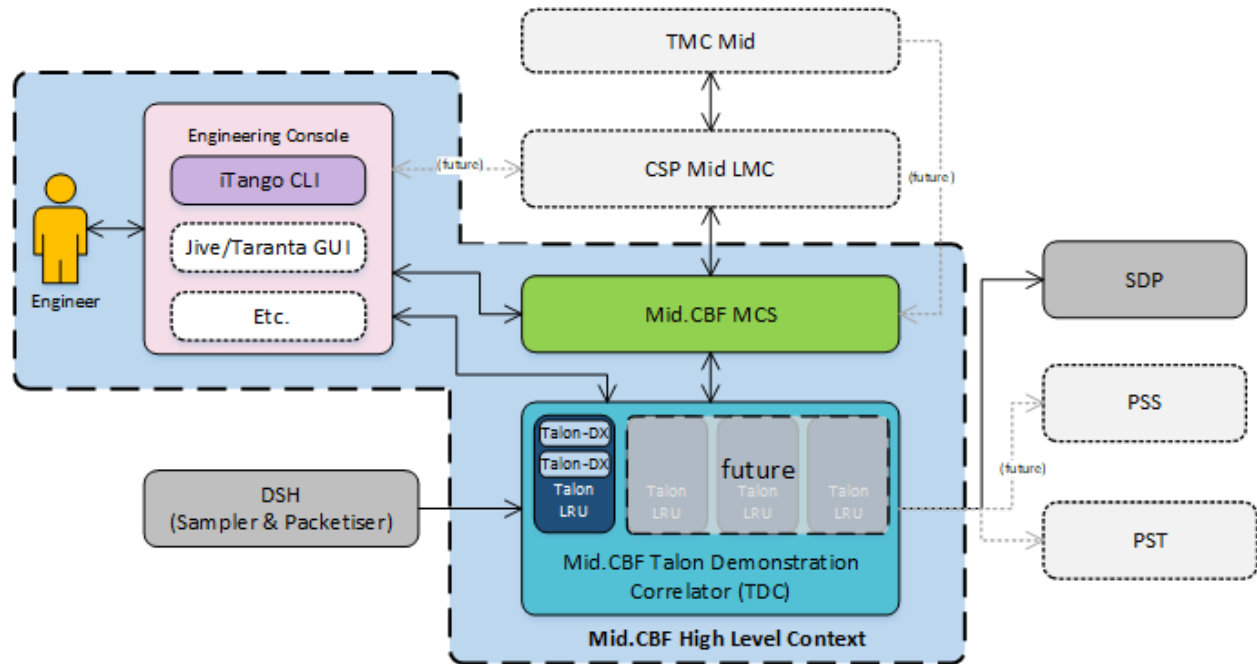 TMC Mid
Engineering Console
iTango CLI
(future)
CSP Mid LMC
(future)
Jive/Taranta GUI
Engineer
Etc.
Mid.CBF MCS
SDP
PSS
Talon-DX
Talon-DX
Talon
LRU
future
Talon
LRU
Talon
LRU
Talon
LRU
(future)
DSH
(Sampler & Packetiser)
PST
Mid.CBF Talon Demonstration
Correlator (TDC)
Mid.CBF High Level Context